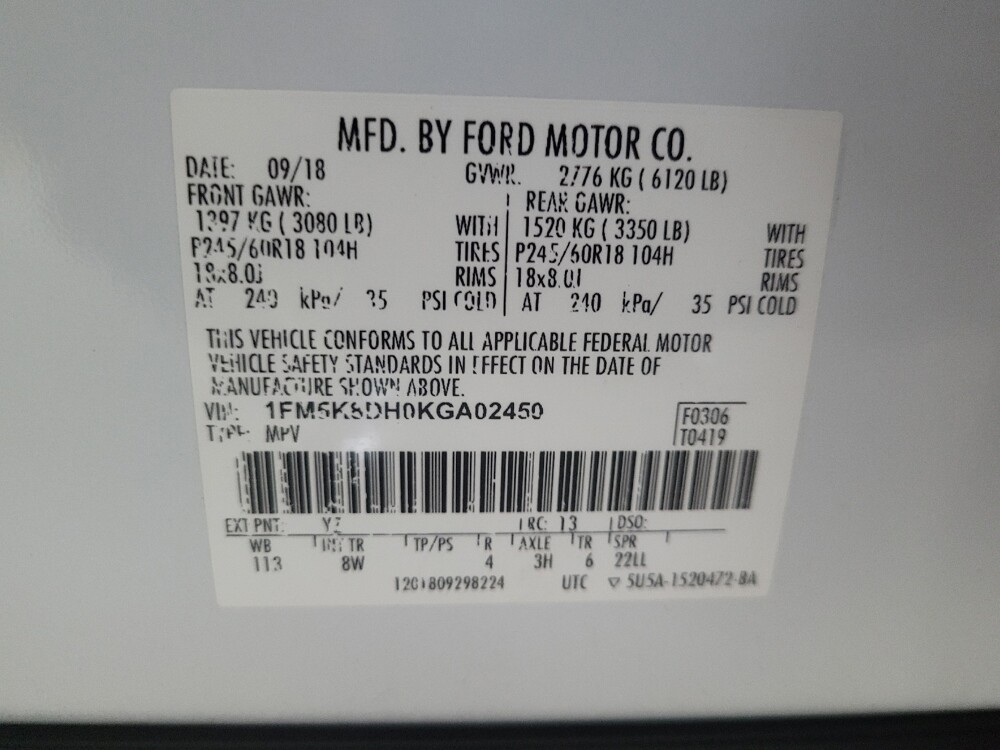 MFD. BY FORD MOTOR CO.
DATE: 09/18 GVWR: 2776 KG ( 6120 LB)
FRONT GAWR: REAR GAWR:
1397 KG ( 3080 LB) WITH 1520 KG ( 3350 LB) WITH
P245/60R18 104H TIRES P245/60R18 104H TIRES
18x8.0J RIMS 18x8.0J RIMS
AT 240 kPa/ 35 PSI COLD AT 240 kPa/ 35 PSI COLD
THIS VEHICLE CONFORMS TO ALL APPLICABLE FEDERAL MOTOR
VEHICLE SAFETY STANDARDS IN EFFECT ON THE DATE OF
MANUFACTURE SHOWN ABOVE.
VIN: 1FM5K8DH0KGA02450
TYPE: MPV
F0306
T0419
EXT PNT: YZ RC: 13 DSO:
WB INT TR TP/PS R AXLE TR SPR
113 8W 4 3H 6 22LL
1201809298224 UTC ▽ 5U5A-1520472-BA